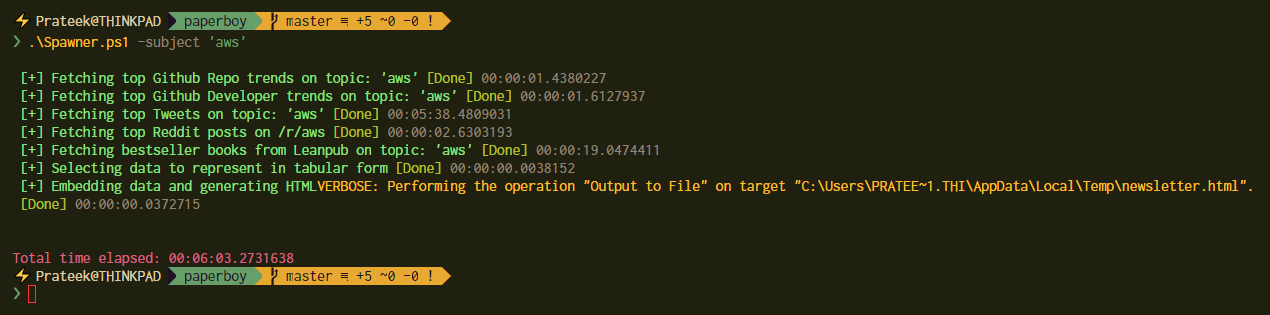 ⚡ Prateek@THINKPAD paperboy master ≡ +5 ~0 -0 !
❯ .\Spawner.ps1 -subject 'aws'
[+] Fetching top Github Repo trends on topic: 'aws' [Done] 00:00:01.4380227
[+] Fetching top Github Developer trends on topic: 'aws' [Done] 00:00:01.6127937
[+] Fetching top Tweets on topic: 'aws' [Done] 00:05:38.4809031
[+] Fetching top Reddit posts on /r/aws [Done] 00:00:02.6303193
[+] Fetching bestseller books from Leanpub on topic: 'aws' [Done] 00:00:19.0474411
[+] Selecting data to represent in tabular form [Done] 00:00:00.0038152
[+] Embedding data and generating HTMLVERBOSE: Performing the operation "Output to File" on target "C:\Users\PRATEE~1.THI\AppData\Local\Temp\newsletter.html".
[Done] 00:00:00.0372715
Total time elapsed: 00:06:03.2731638
⚡ Prateek@THINKPAD paperboy master ≡ +5 ~0 -0 !
❯